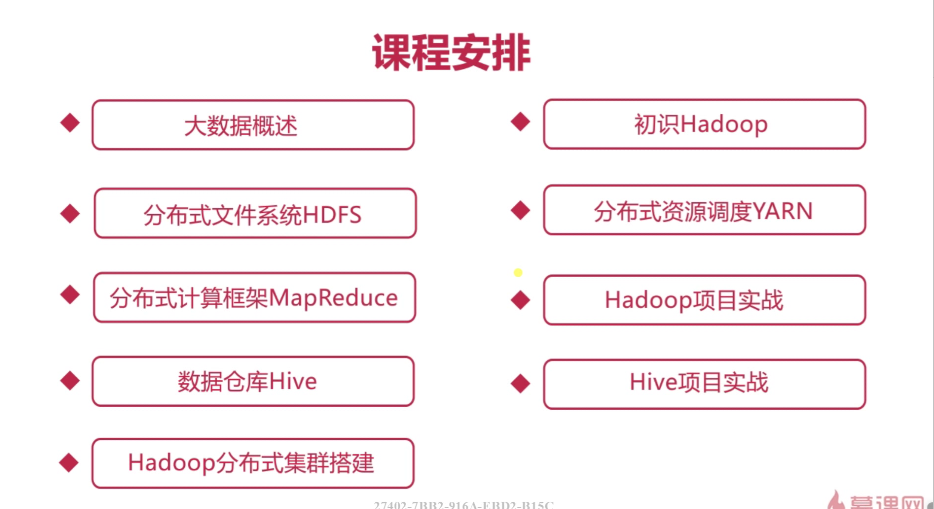 课程安排
大数据概述
初识Hadoop
分布式文件系统HDFS
分布式资源调度YARN
分布式计算框架MapReduce
Hadoop项目实战
数据仓库Hive
Hive项目实战
Hadoop分布式集群搭建
慕课网